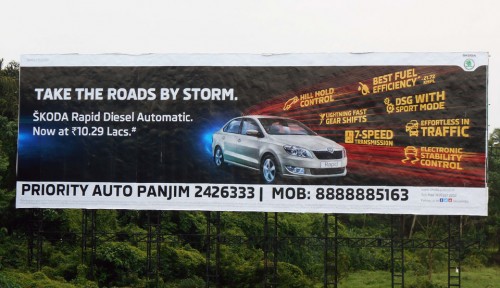 TAKE THE ROADS BY STORM.
ŠKODA Rapid Diesel Automatic.
Now at ₹10.29 Lacs.#
HILL HOLD
CONTROL
BEST FUEL
EFFICIENCY
LIGHTNING FAST
GEAR SHIFTS
DSG WITH
SPORT MODE
7-SPEED
TRANSMISSION
EFFORTLESS IN
TRAFFIC
ELECTRONIC
STABILITY
CONTROL
PRIORITY AUTO PANJIM 2426333 | MOB: 8888885163